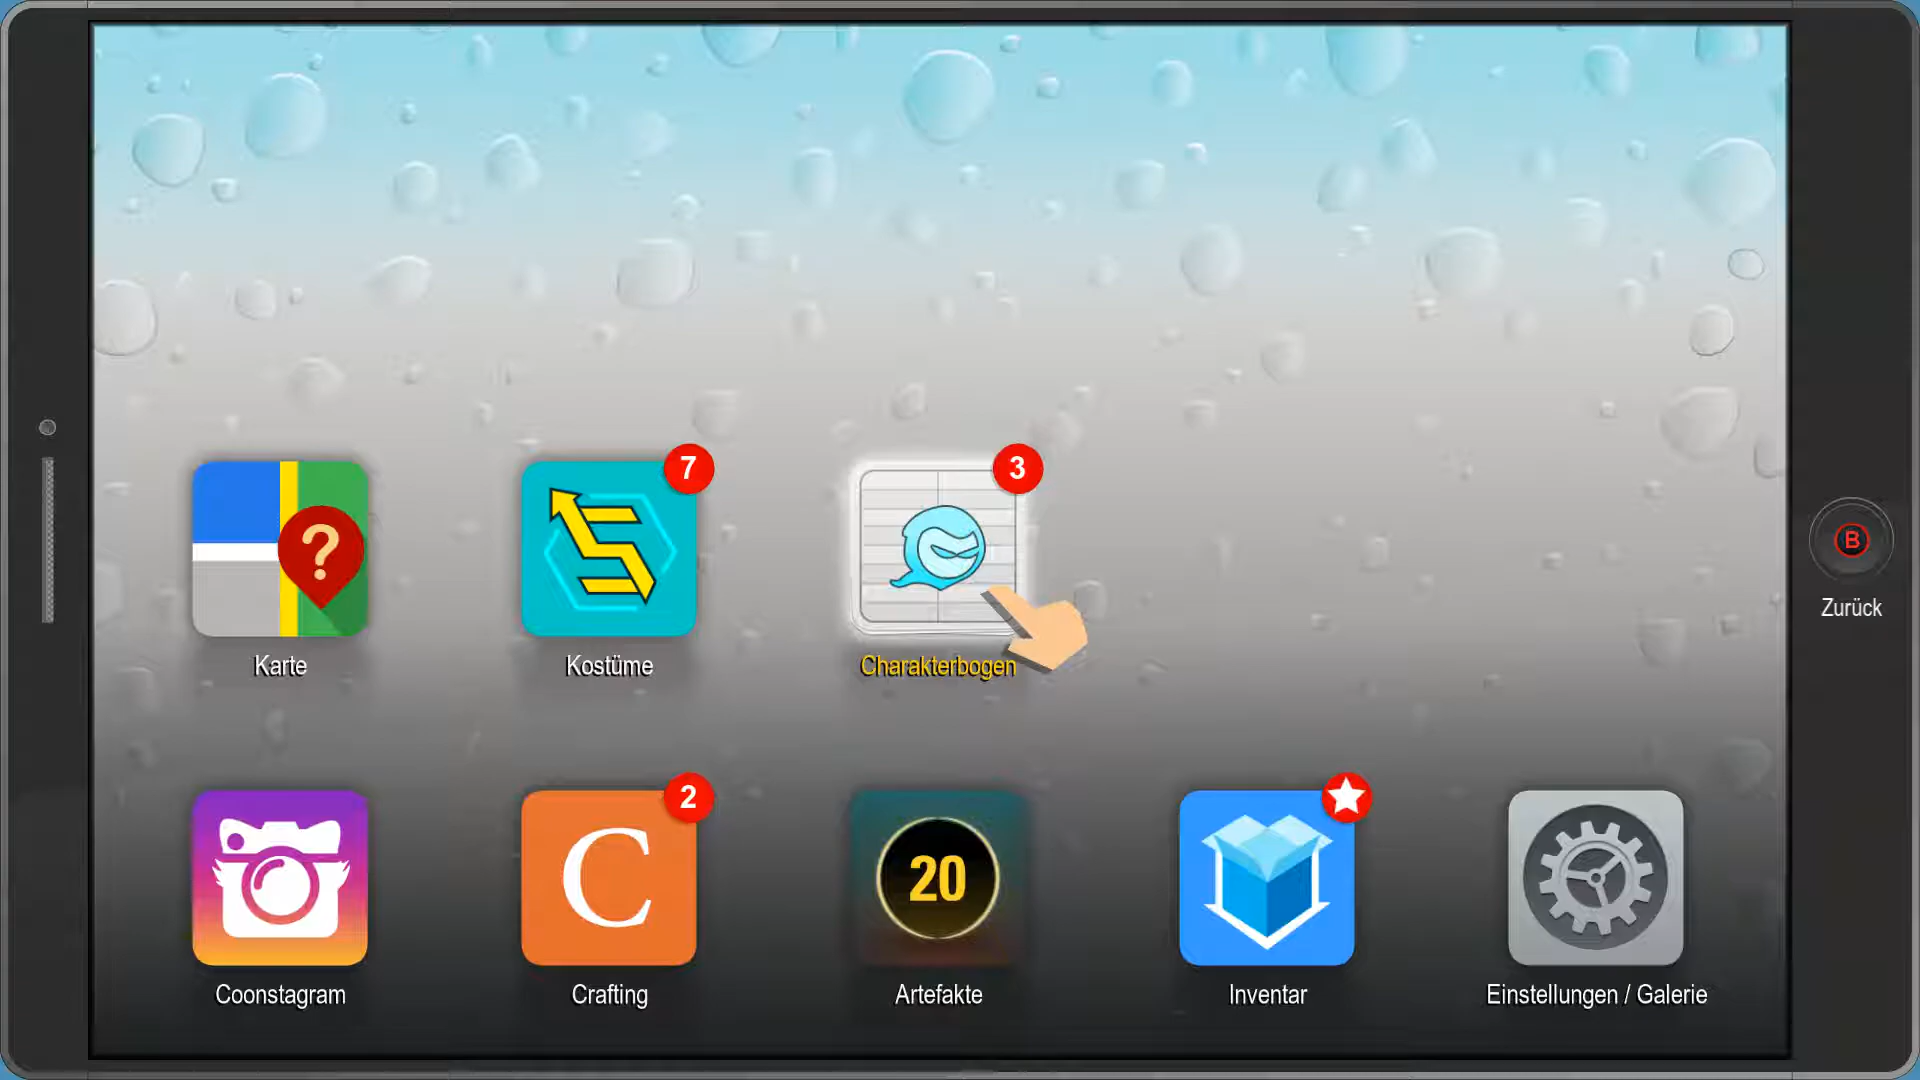 7
3
?
B
Zurück
Karte
Kostüme
Charakterbogen
2
C
20
Coonstagram
Crafting
Artefakte
Inventar
Einstellungen / Galerie